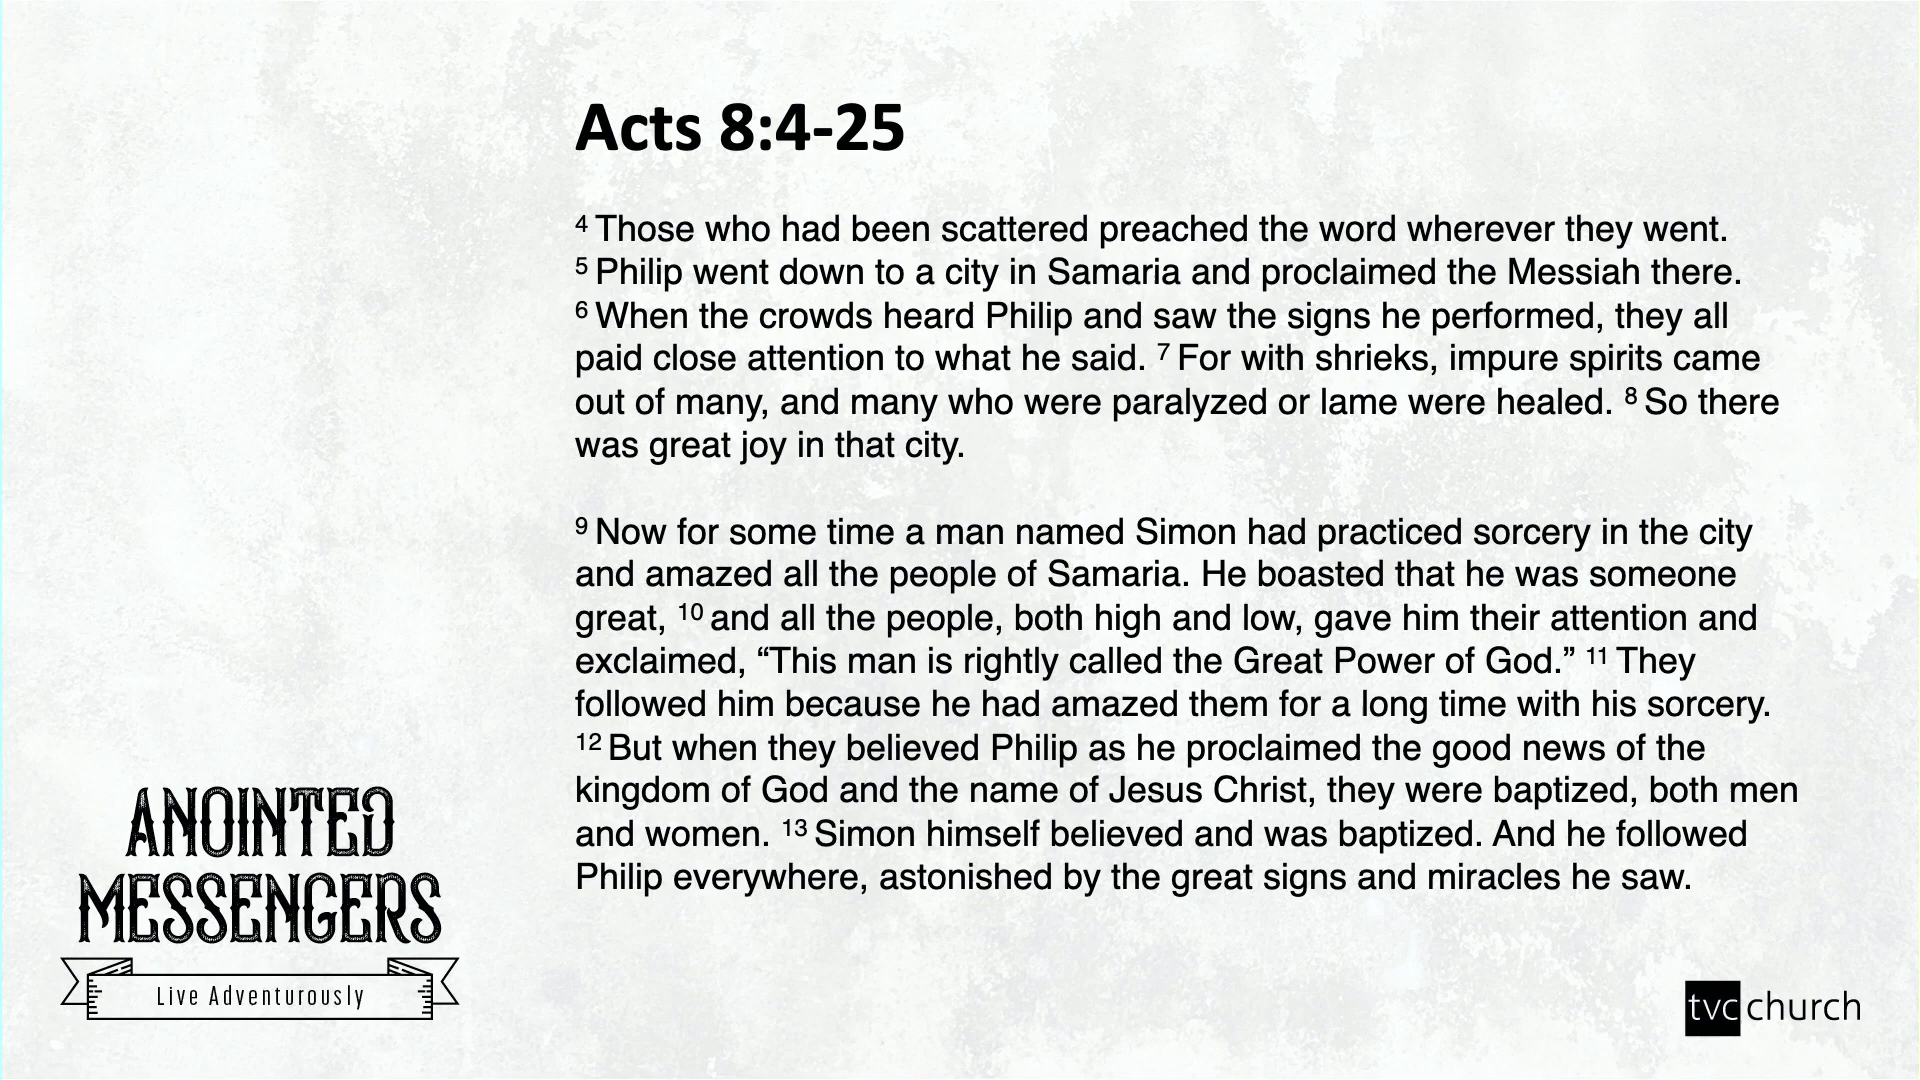 Acts 8:4-25
4 Those who had been scattered preached the word wherever they went.
5 Philip went down to a city in Samaria and proclaimed the Messiah there.
6 When the crowds heard Philip and saw the signs he performed, they all
paid close attention to what he said. 7 For with shrieks, impure spirits came
out of many, and many who were paralyzed or lame were healed. 8 So there
was great joy in that city.
9 Now for some time a man named Simon had practiced sorcery in the city
and amazed all the people of Samaria. He boasted that he was someone
great, 10 and all the people, both high and low, gave him their attention and
exclaimed, “This man is rightly called the Great Power of God.” 11 They
followed him because he had amazed them for a long time with his sorcery.
12 But when they believed Philip as he proclaimed the good news of the
kingdom of God and the name of Jesus Christ, they were baptized, both men
and women. 13 Simon himself believed and was baptized. And he followed
Philip everywhere, astonished by the great signs and miracles he saw.
ANOINTED
MESSENGERS
Live Adventurously
tvc church